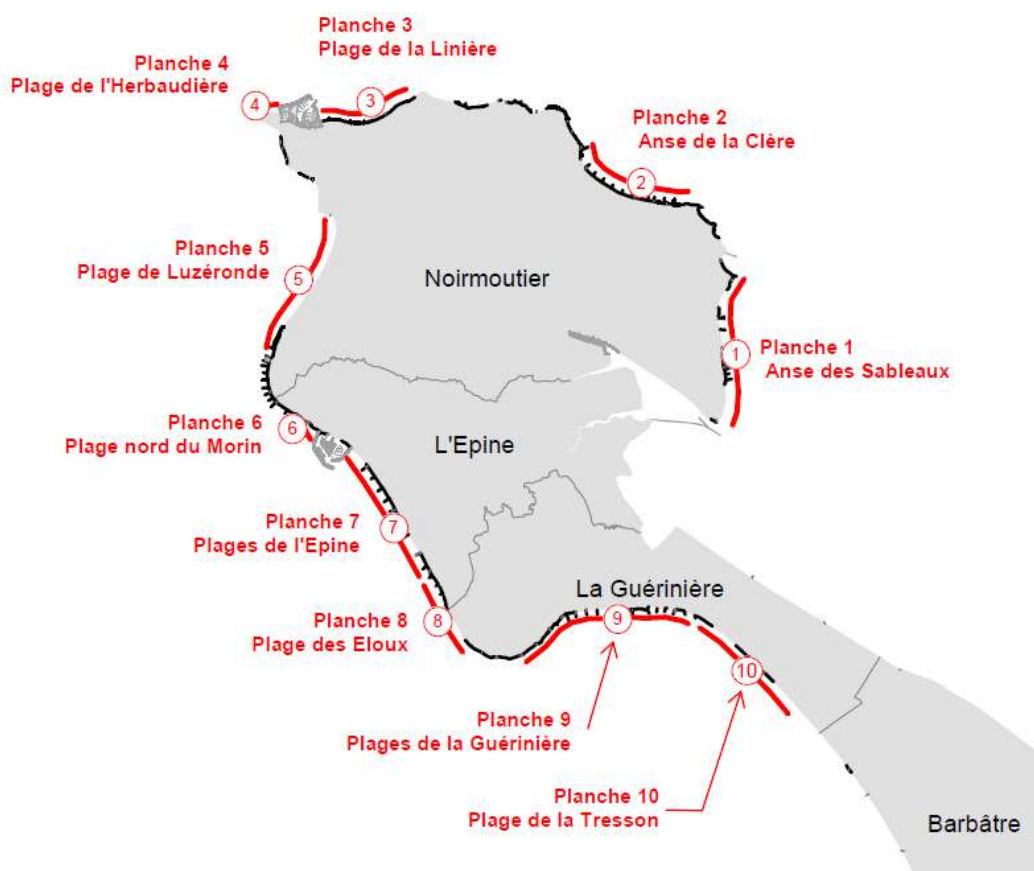 Planche 3
Plage de la Linière
Planche 4
Plage de l'Herbaudière
4
3
Planche 2
Anse de la Clère
2
Planche 5
Plage de Luzéronde
5
Noirmoutier
1
Planche 1
Anse des Sableaux
Planche 6
Plage nord du Morin
6
L'Epine
Planche 7
Plages de l'Epine
7
La Guérinière
Planche 8
Plage des Eloux
8
9
10
Planche 9
Plages de la Guérinière
Planche 10
Plage de la Tresson
Barbâtre